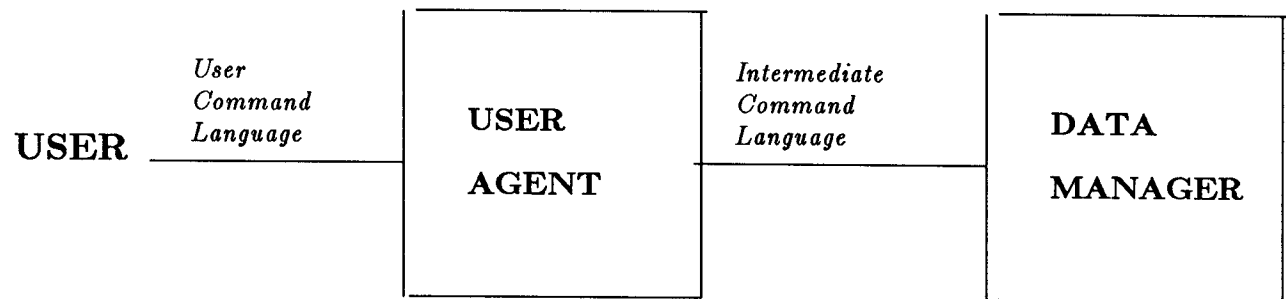 USER
User
Command
Language
USER
AGENT
Intermediate
Command
Language
DATA
MANAGER